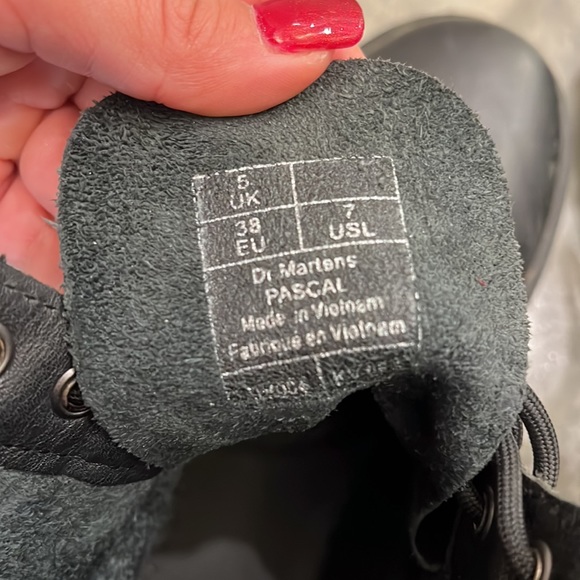 5
UK
38 7
EU USL
Dr Martens
PASCAL
Made in Vietnam
Fabriqué en Vietnam